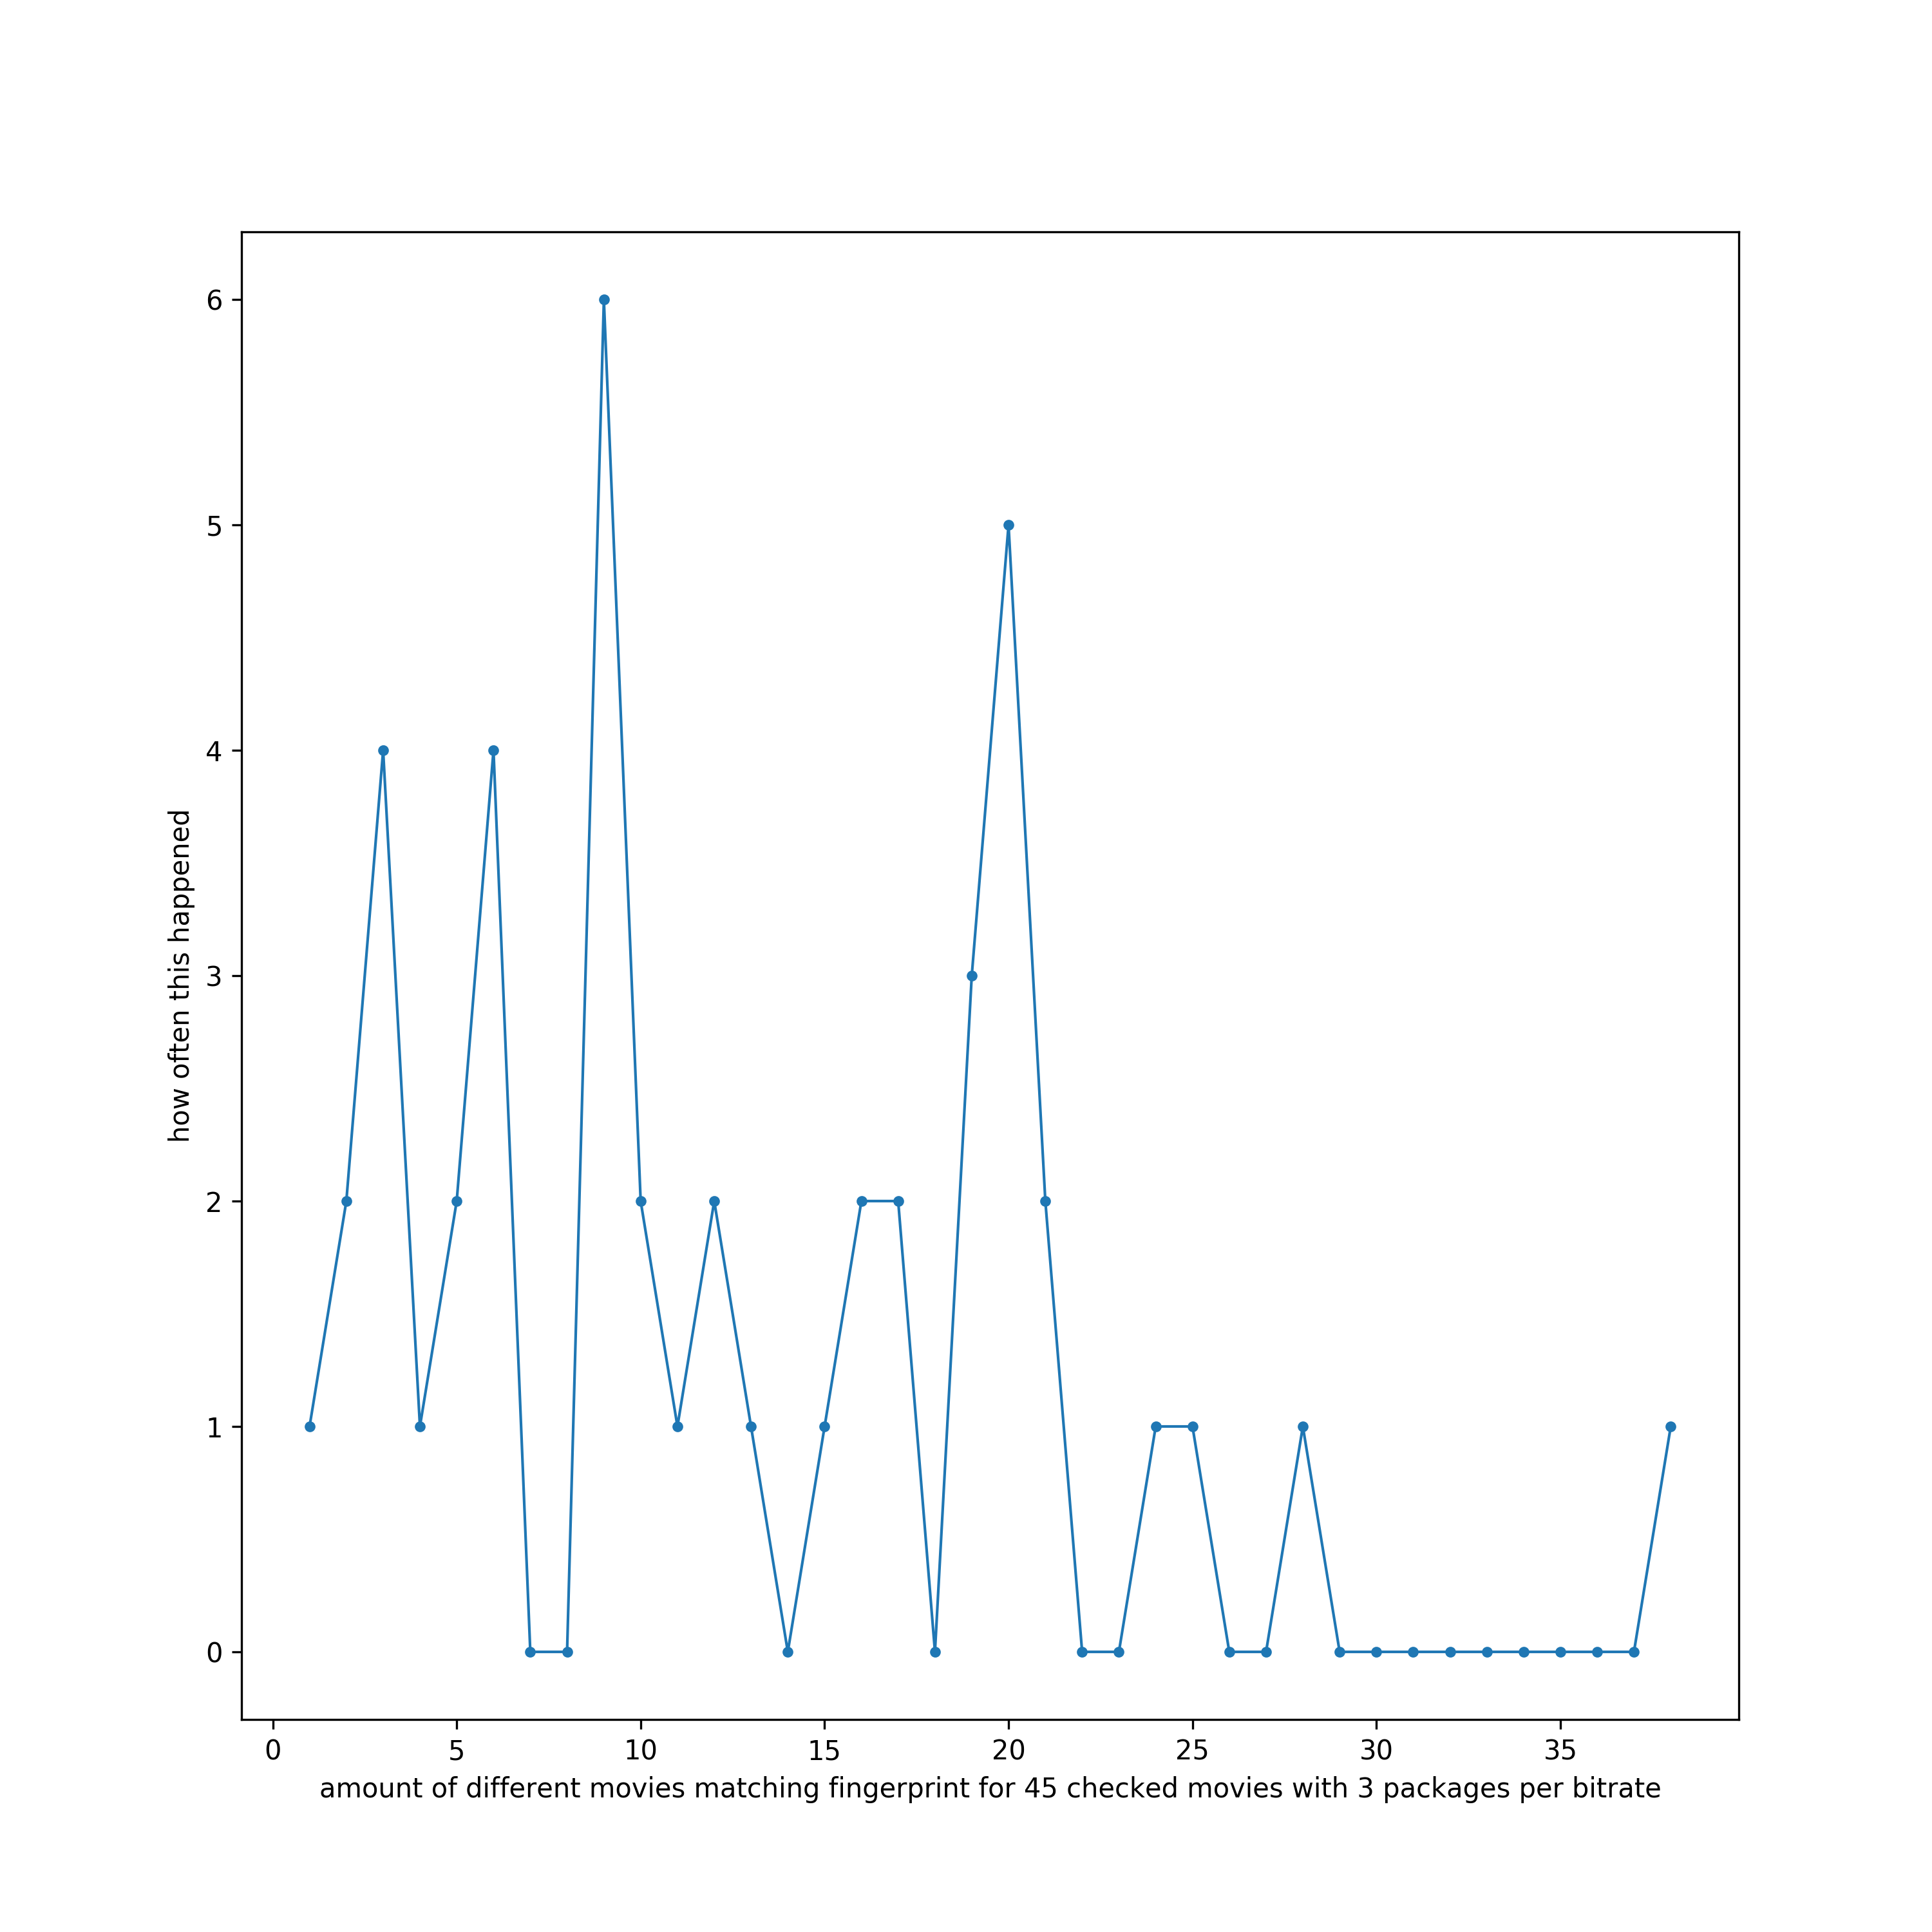 6
5
4
3
2
1
0
how often this happened
0 5 10 15 20 25 30 35
amount of different movies matching fingerprint for 45 checked movies with 3 packages per bitrate